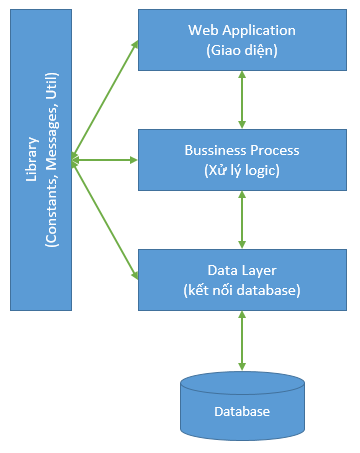 Library
(Constants, Messages, Util)
Web Application
(Giao diện)
Bussiness Process
(Xử lý logic)
Data Layer
(kết nối database)
Database